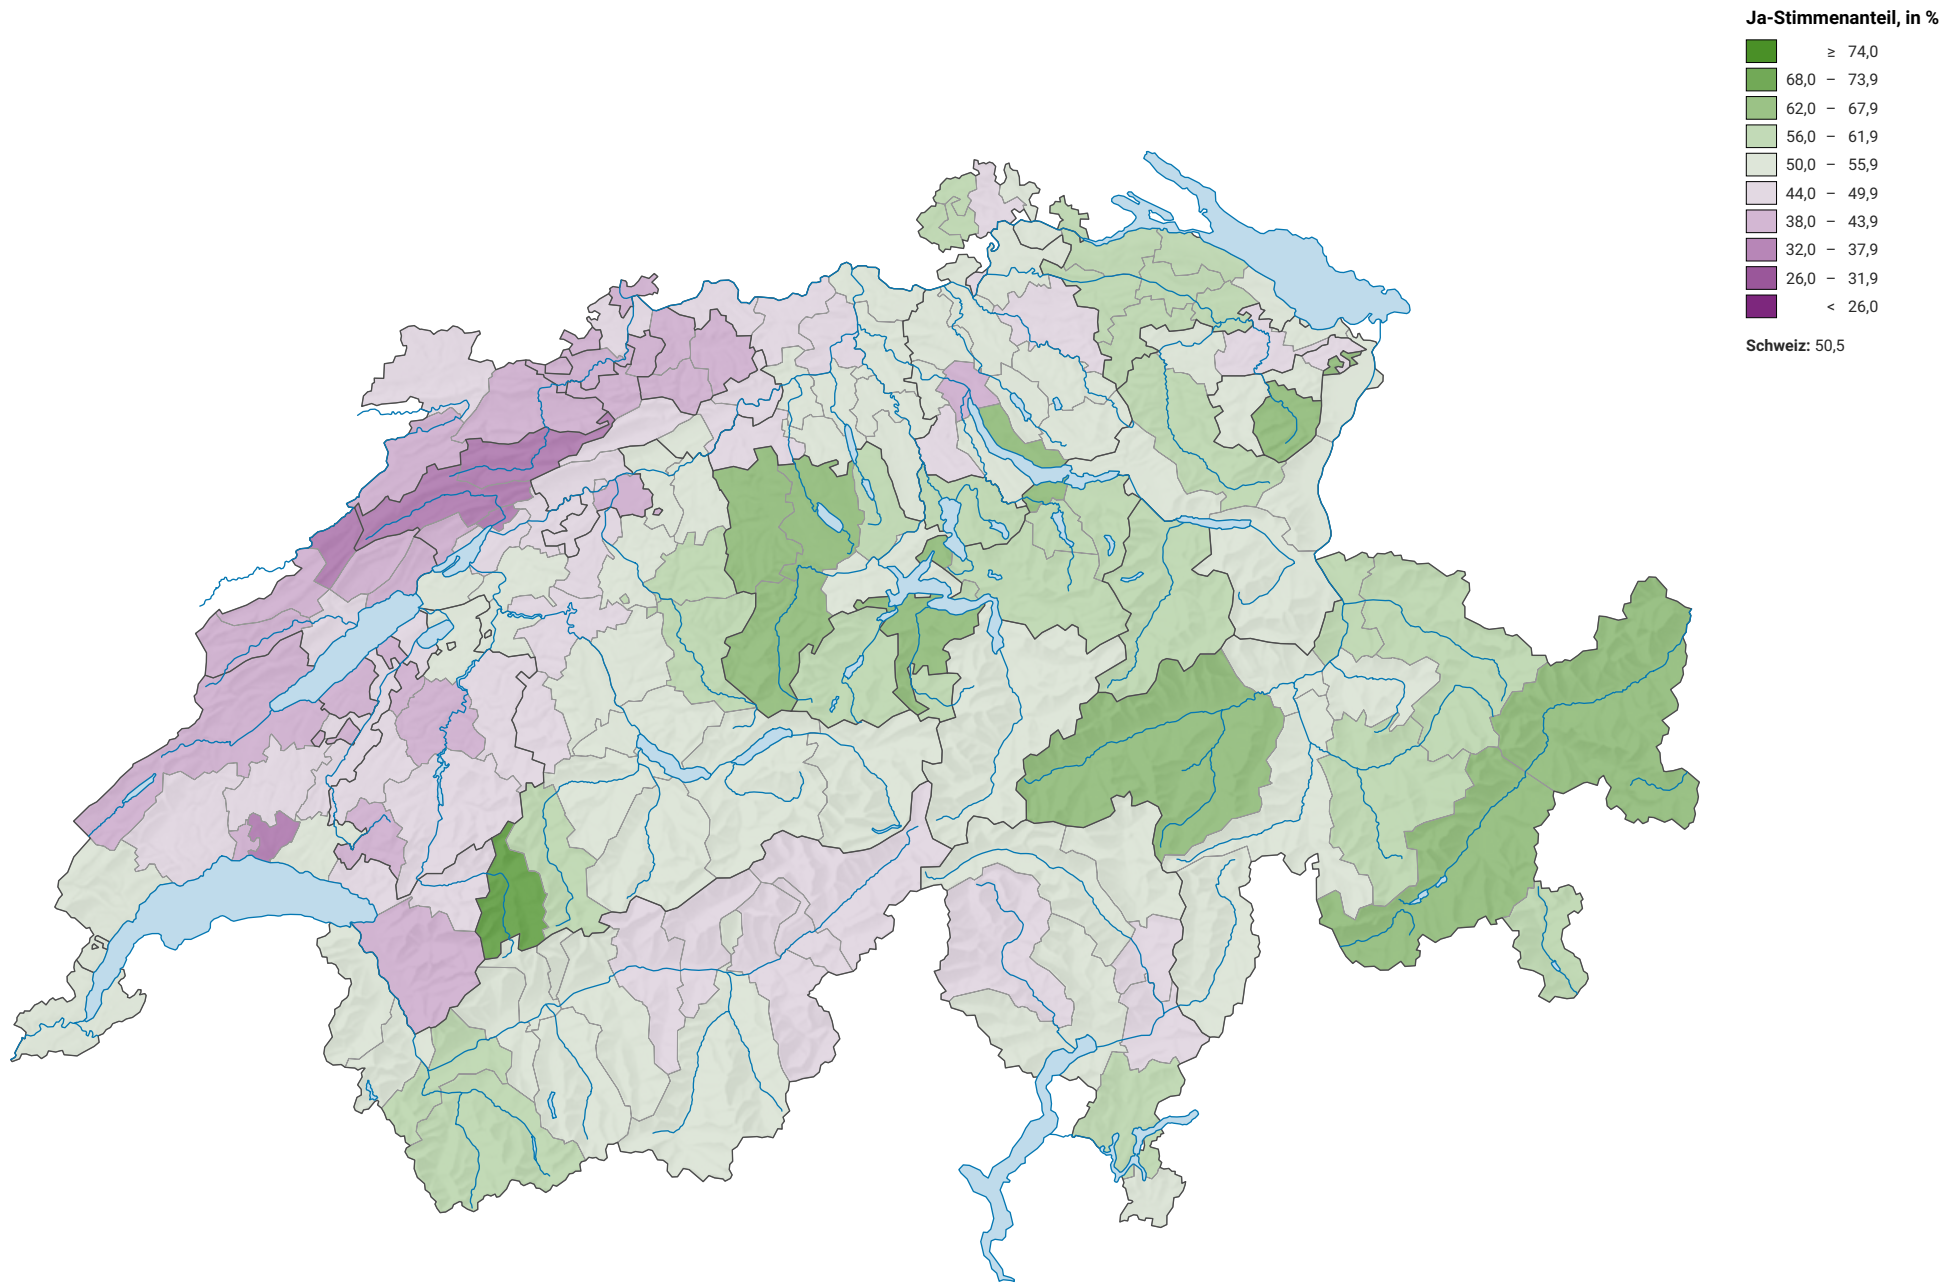 Ja-Stimmenanteil, in %
≥ 74,0
68,0 – 73,9
62,0 – 67,9
56,0 – 61,9
50,0 – 55,9
44,0 – 49,9
38,0 – 43,9
32,0 – 37,9
26,0 – 31,9
< 26,0
Schweiz: 50,5